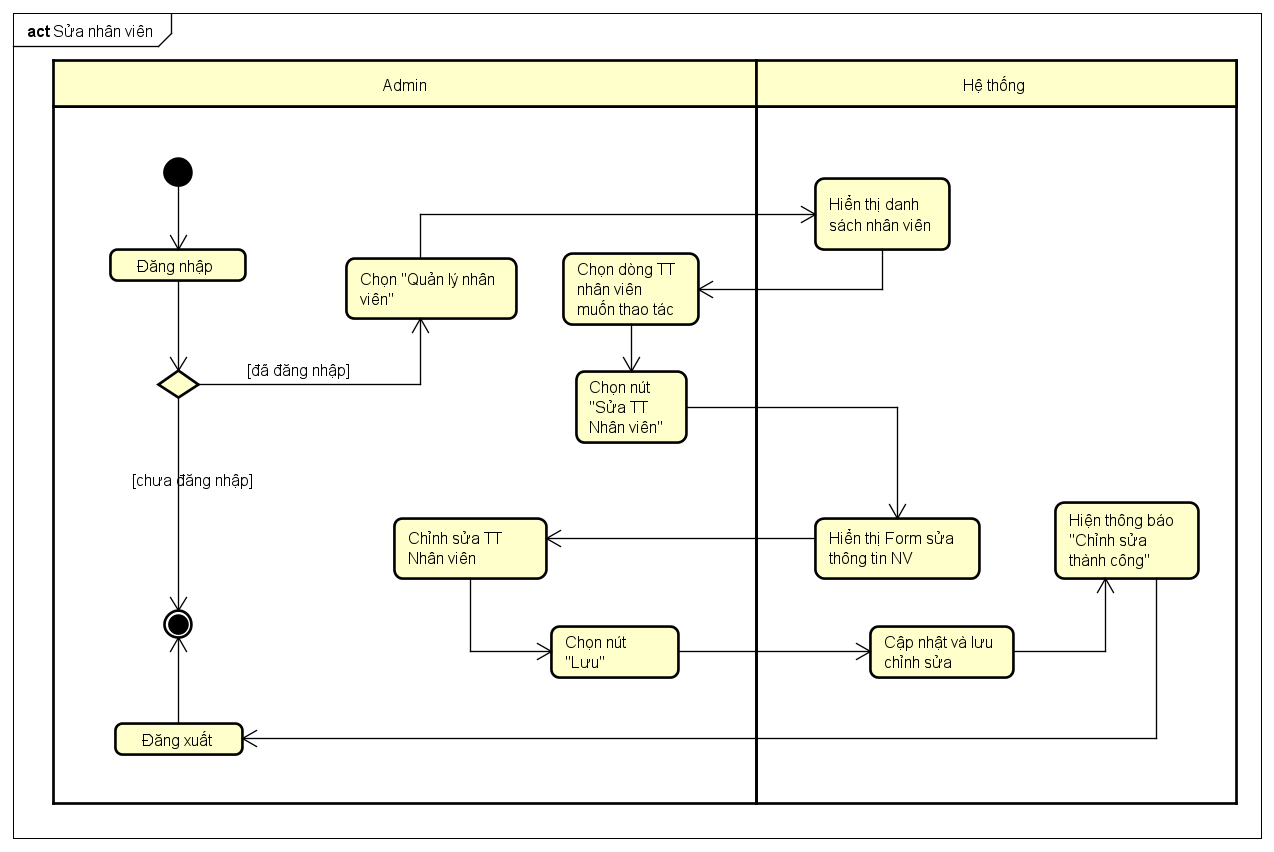 act Sửa nhân viên
Admin
Hệ thống
Đăng nhập
[đã đăng nhập]
[chưa đăng nhập]
Chọn "Quản lý nhân
viên"
Hiển thị danh
sách nhân viên
Chọn dòng TT
nhân viên
muốn thao tác
Chọn nút
"Sửa TT
Nhân viên"
Hiển thị Form sửa
thông tin NV
Chỉnh sửa TT
Nhân viên
Chọn nút
"Lưu"
Cập nhật và lưu
chỉnh sửa
Hiện thông báo
"Chỉnh sửa
thành công"
Đăng xuất